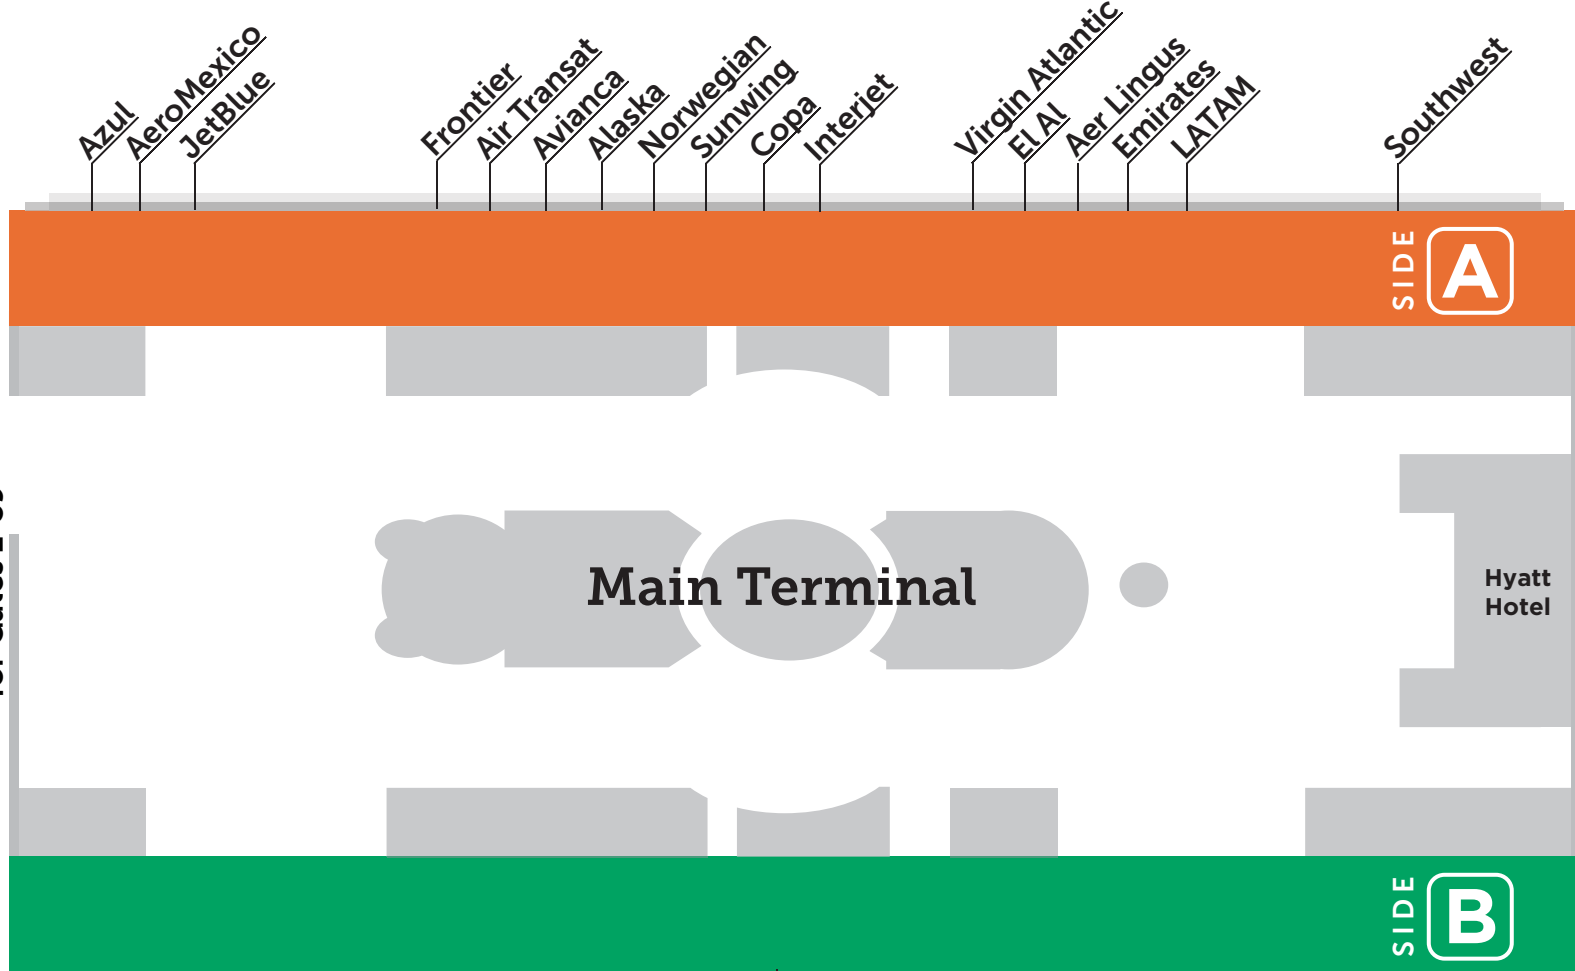 Azul
AeroMexico
JetBlue
Frontier
Air Transat
Avianca
Alaska
Norwegian
Sunwing
Copa
Interjet
Virgin Atlantic
El Al
Aer Lingus
Emirates
LATAM
Southwest
SIDE A
Main Terminal
Hyatt
Hotel
SIDE B